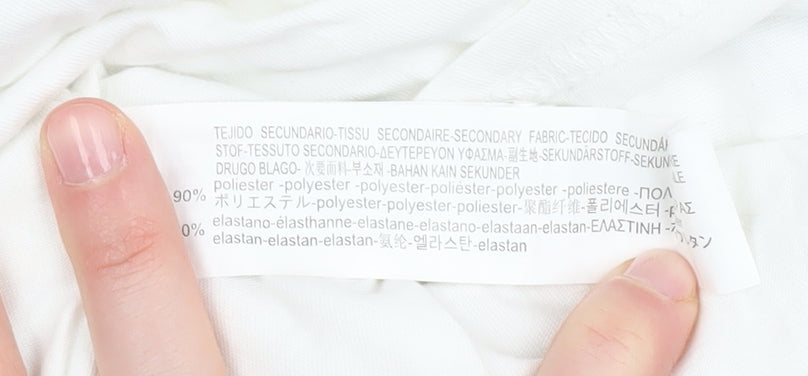 TEJIDO SECUNDARIO-TISSU SECONDAIRE-SECONDARY FABRIC-TECIDO
STOF-TESSUTO SECONDARIO-ΔΕΥΤΕΡΕΥΟΝ ΥΦΑΣΜΑ-副生地-SEKUNDÄRSTOFF-
DRUGO BLAGO- 次要面料-부소재 -BAHAN KAIN SEKUNDER
90% poliester -polyester -polyester-poliéster-polyester -poliestere -
ポリエステル-polyester-polyester-poliester-聚酯纤维-폴리에스터 -
0% elastano-élasthanne-elastane-elastano-elastaan-elastan-ΕΛΑΣΤΙΝΗ -
elastan-elastan-elastan-氨纶-엘라스탄-elastan